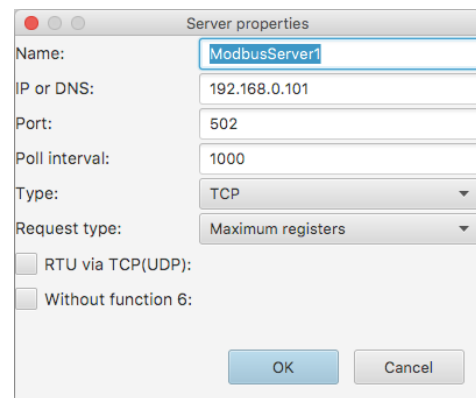 Server properties
Name: ModbusServer1
IP or DNS: 192.168.0.101
Port: 502
Poll interval: 1000
Type: TCP
Request type: Maximum registers
RTU via TCP(UDP):
Without function 6:
OK Cancel